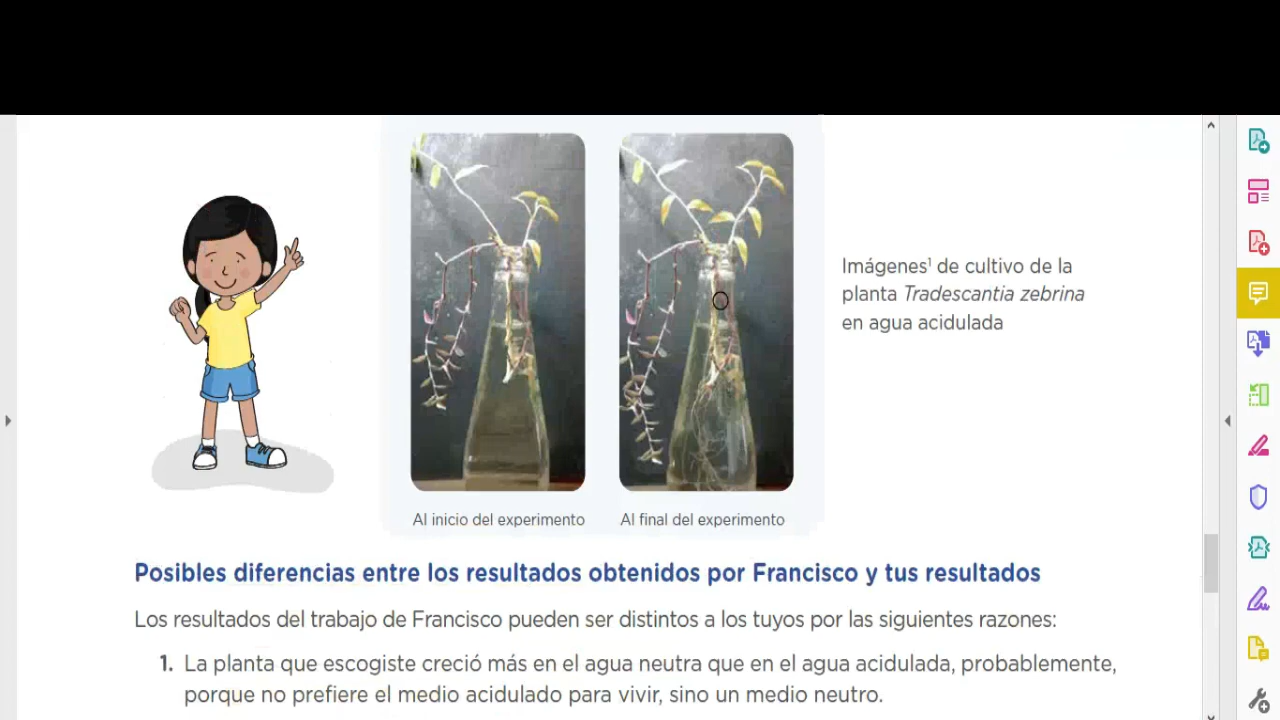 Imágenes¹ de cultivo de la
planta Tradescantia zebrina
en agua acidulada
Al inicio del experimento
Al final del experimento
Posibles diferencias entre los resultados obtenidos por Francisco y tus resultados
Los resultados del trabajo de Francisco pueden ser distintos a los tuyos por las siguientes razones:
1. La planta que escogiste creció más en el agua neutra que en el agua acidulada, probablemente,
porque no prefiere el medio acidulado para vivir, sino un medio neutro.